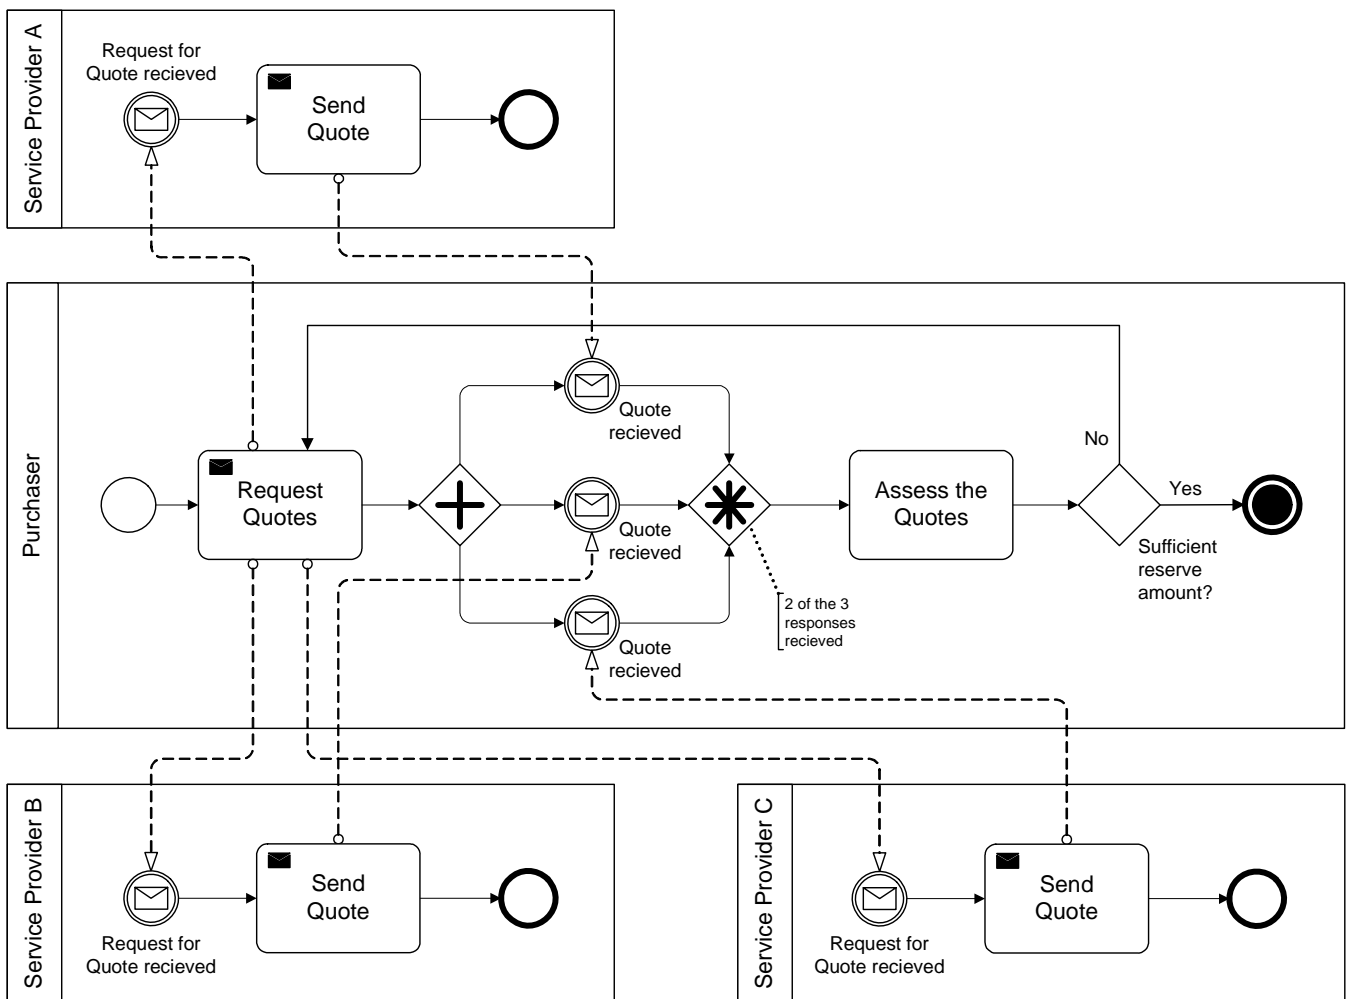 Service Provider A
Request for
Quote recieved
Send
Quote
Purchaser
Request
Quotes
Quote
recieved
Quote
recieved
Quote
recieved
2 of the 3
responses
recieved
Assess the
Quotes
No
Yes
Sufficient
reserve
amount?
Service Provider B
Request for
Quote recieved
Send
Quote
Service Provider C
Request for
Quote recieved
Send
Quote